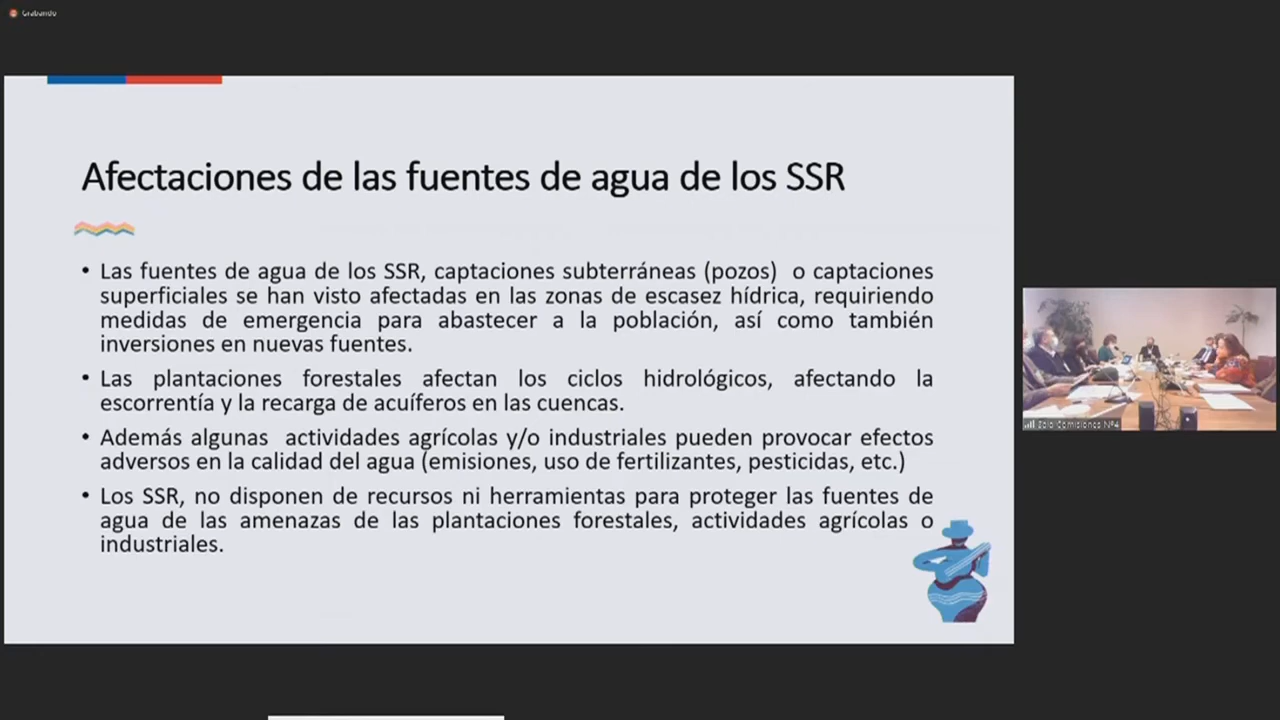 Grabando
Afectaciones de las fuentes de agua de los SSR
• Las fuentes de agua de los SSR, captaciones subterráneas (pozos) o captaciones
superficiales se han visto afectadas en las zonas de escasez hídrica, requiriendo
medidas de emergencia para abastecer a la población, así como también
inversiones en nuevas fuentes.
• Las plantaciones forestales afectan los ciclos hidrológicos, afectando la
escorrentía y la recarga de acuíferos en las cuencas.
• Además algunas actividades agrícolas y/o industriales pueden provocar efectos
adversos en la calidad del agua (emisiones, uso de fertilizantes, pesticidas, etc.)
• Los SSR, no disponen de recursos ni herramientas para proteger las fuentes de
agua de las amenazas de las plantaciones forestales, actividades agrícolas o
industriales.
Sala Comisiones N°4